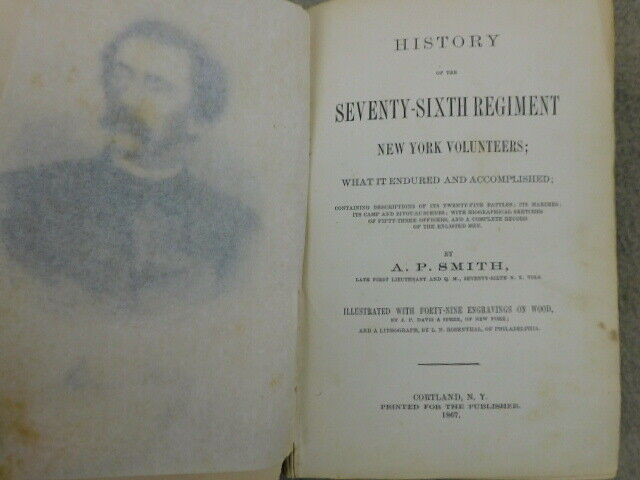 HISTORY
OF THE
SEVENTY-SIXTH REGIMENT
NEW YORK VOLUNTEERS;
WHAT IT ENDURED AND ACCOMPLISHED;
CONTAINING DESCRIPTIONS OF ITS TWENTY-FIVE BATTLES; ITS MARCHES;
ITS CAMP AND BIVOUAC SCENES; WITH BIOGRAPHICAL SKETCHES
OF FIFTY-THREE OFFICERS, AND A COMPLETE RECORD
OF THE ENLISTED MEN.
BY
A. P. SMITH,
LATE FIRST LIEUTENANT AND Q. M., SEVENTY-SIXTH N. Y. VOLS.
ILLUSTRATED WITH FORTY-NINE ENGRAVINGS ON WOOD,
BY J. P. DAVIS & SPEER, OF NEW YORK;
AND A LITHOGRAPH, BY L. N. ROSENTHAL, OF PHILADELPHIA.
CORTLAND, N. Y.
PRINTED FOR THE PUBLISHER.
1867.